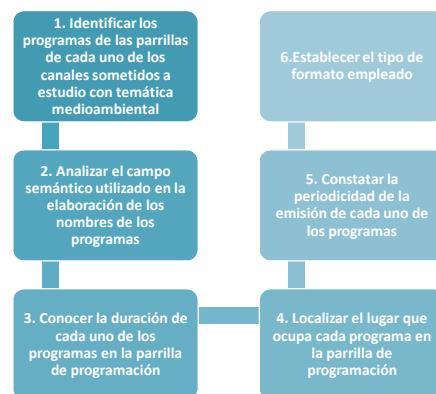 1. Identificar los
programas de las parrillas
de cada uno de los
canales sometidos a
estudio con temática
medioambiental
2. Analizar el campo
semántico utilizado en la
elaboración de los
nombres de los
programas
3. Conocer la duración de
cada uno de los
programas en la parrilla
de programación
4. Localizar el lugar que
ocupa cada programa en
la parrilla de
programación
5. Constatar la
periodicidad de la
emisión de cada uno de
los programas
6.Establecer el tipo de
formato empleado